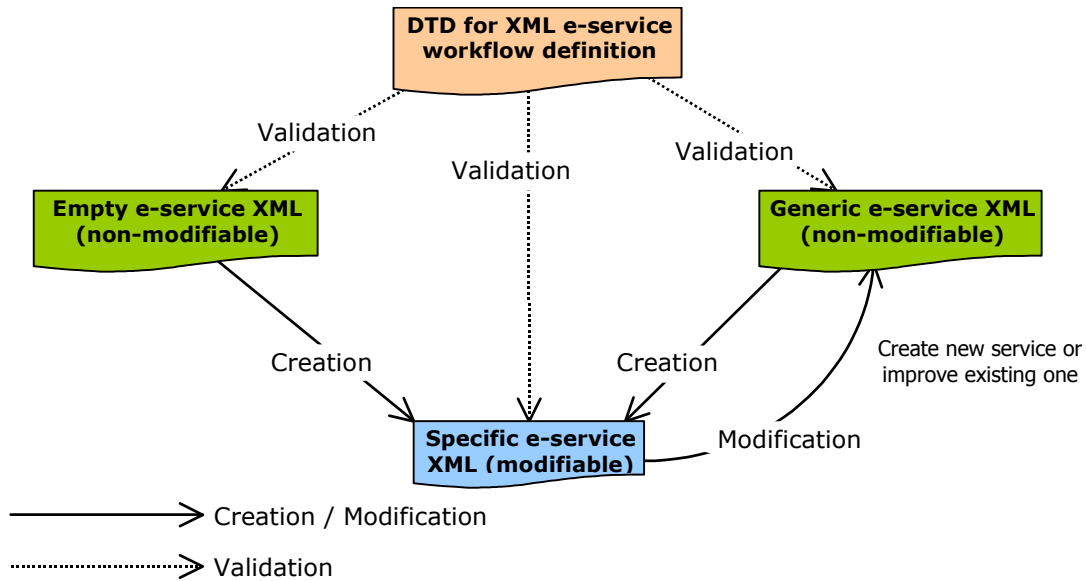 DTD for XML e-service
workflow definition
Validation
Validation
Validation
Empty e-service XML
(non-modifiable)
Generic e-service XML
(non-modifiable)
Creation
Creation
Create new service or
improve existing one
Specific e-service
XML (modifiable)
Modification
Creation / Modification
Validation